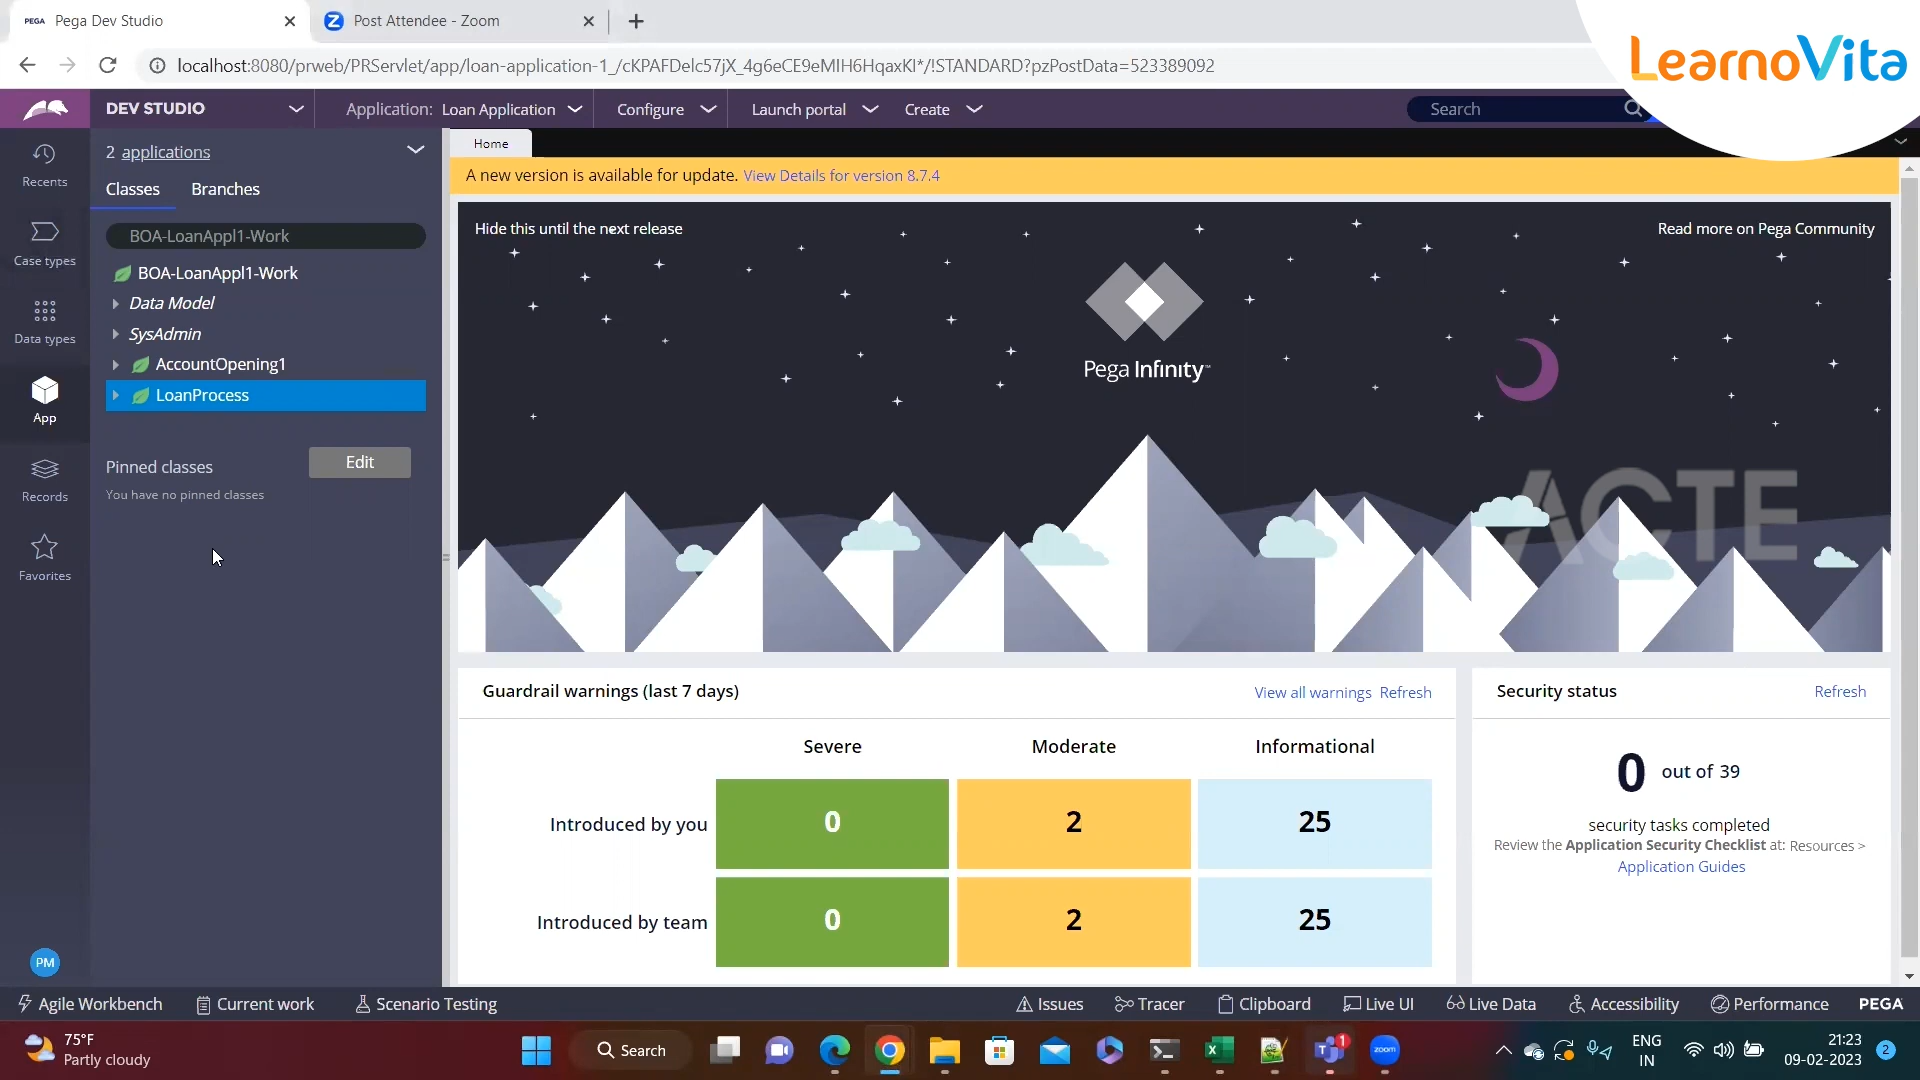 PEGA Pega Dev Studio
Post Attendee - Zoom
LearnoVita
localhost:8080/prweb/PRServlet/app/loan-application-1_/cKPAFDelc57jX_4g6eCE9eMIH6HqaxKl*/!STANDARD?pzPostData=523389092
DEV STUDIO
Application: Loan Application
Configure
Launch portal
Create
Search
Recents
Case types
Data types
App
Records
Favorites
PM
2 applications
Classes
Branches
BOA-LoanAppl1-Work
BOA-LoanAppl1-Work
Data Model
SysAdmin
AccountOpening1
LoanProcess
Pinned classes
Edit
You have no pinned classes
Home
A new version is available for update. View Details for version 8.7.4
Hide this until the next release
Read more on Pega Community
Pega Infinity™
ACTE
Guardrail warnings (last 7 days)
View all warnings Refresh
Severe Moderate Informational
Introduced by you 0 2 25
Introduced by team 0 2 25
Security status
Refresh
0 out of 39
security tasks completed
Review the Application Security Checklist at: Resources >
Application Guides
Agile Workbench
Current work
Scenario Testing
Issues
Tracer
Clipboard
Live UI
Live Data
Accessibility
Performance
PEGA
75°F
Partly cloudy
Search
1
zoom
ENG
IN
21:23
09-02-2023
2